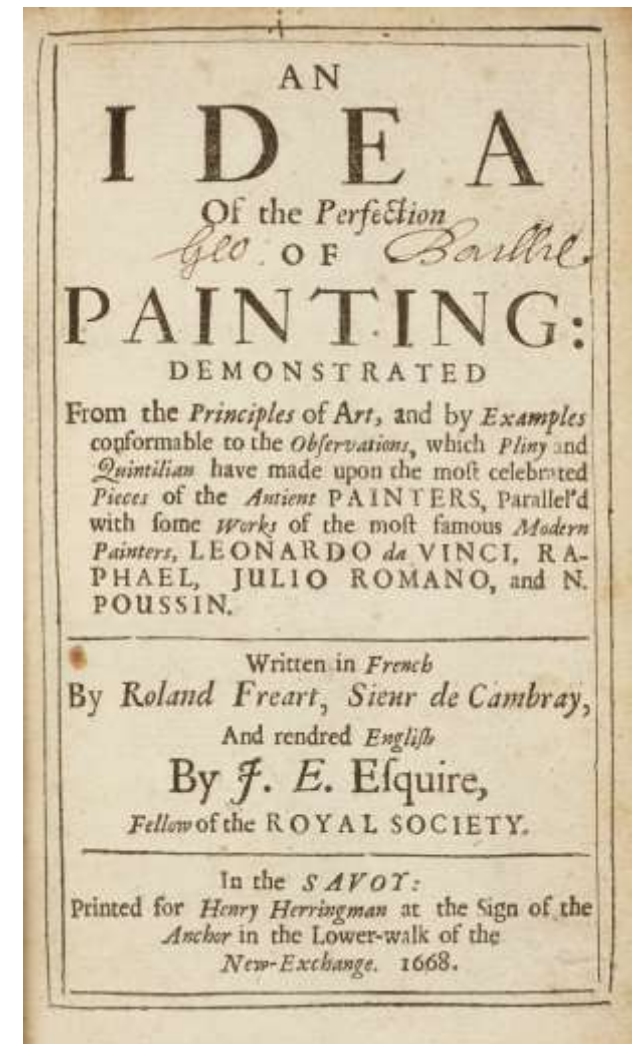 AN
IDEA
Of the Perfection
Geo: OF Baillie.
PAINTING:
DEMONSTRATED
From the Principles of Art, and by Examples
conformable to the Obſervations, which Pliny and
Quintilian have made upon the moſt celebrated
Pieces of the Antient PAINTERS, Parallel'd
with ſome Works of the moſt famous Modern
Painters, LEONARDO da VINCI, RA-
PHAEL, JULIO ROMANO, and N.
POUSSIN.
Written in French
By Roland Freart, Sieur de Cambray,
And rendred Engliſh
By J. E. Eſquire,
Fellow of the ROYAL SOCIETY.
In the SAVOY:
Printed for Henry Herringman at the Sign of the
Anchor in the Lower-walk of the
New-Exchange. 1668.